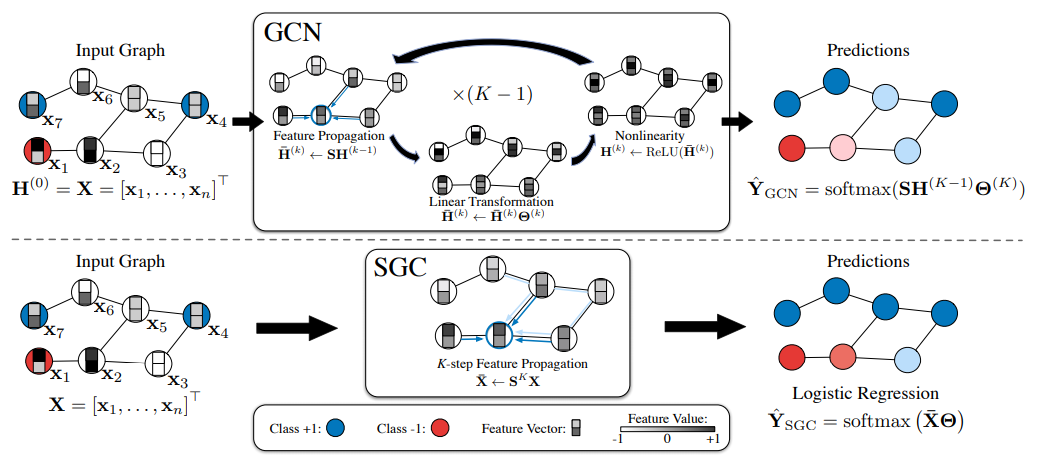 GCN
Input Graph
x₆
x₅
x₇
x₄
x₁
x₂
x₃
H⁽⁰⁾ = X = [x₁, . . . , xₙ]⊤
×(K − 1)
Feature Propagation
H̄⁽ᵏ⁾ ← SH⁽ᵏ⁻¹⁾
Linear Transformation
H̄⁽ᵏ⁾ ← H̄⁽ᵏ⁾Θ⁽ᵏ⁾
Nonlinearity
H⁽ᵏ⁾ ← ReLU(H̄⁽ᵏ⁾)
Predictions
Ŷ_GCN = softmax(SH⁽ᴷ⁻¹⁾Θ⁽ᴷ⁾)
Input Graph
x₆
x₅
x₇
x₄
x₁
x₂
x₃
X = [x₁, . . . , xₙ]⊤
SGC
K-step Feature Propagation
X̄ ← SᴷX
Predictions
Logistic Regression
Ŷ_SGC = softmax (X̄Θ)
Class +1:
Class -1:
Feature Vector:
Feature Value:
-1 0 +1